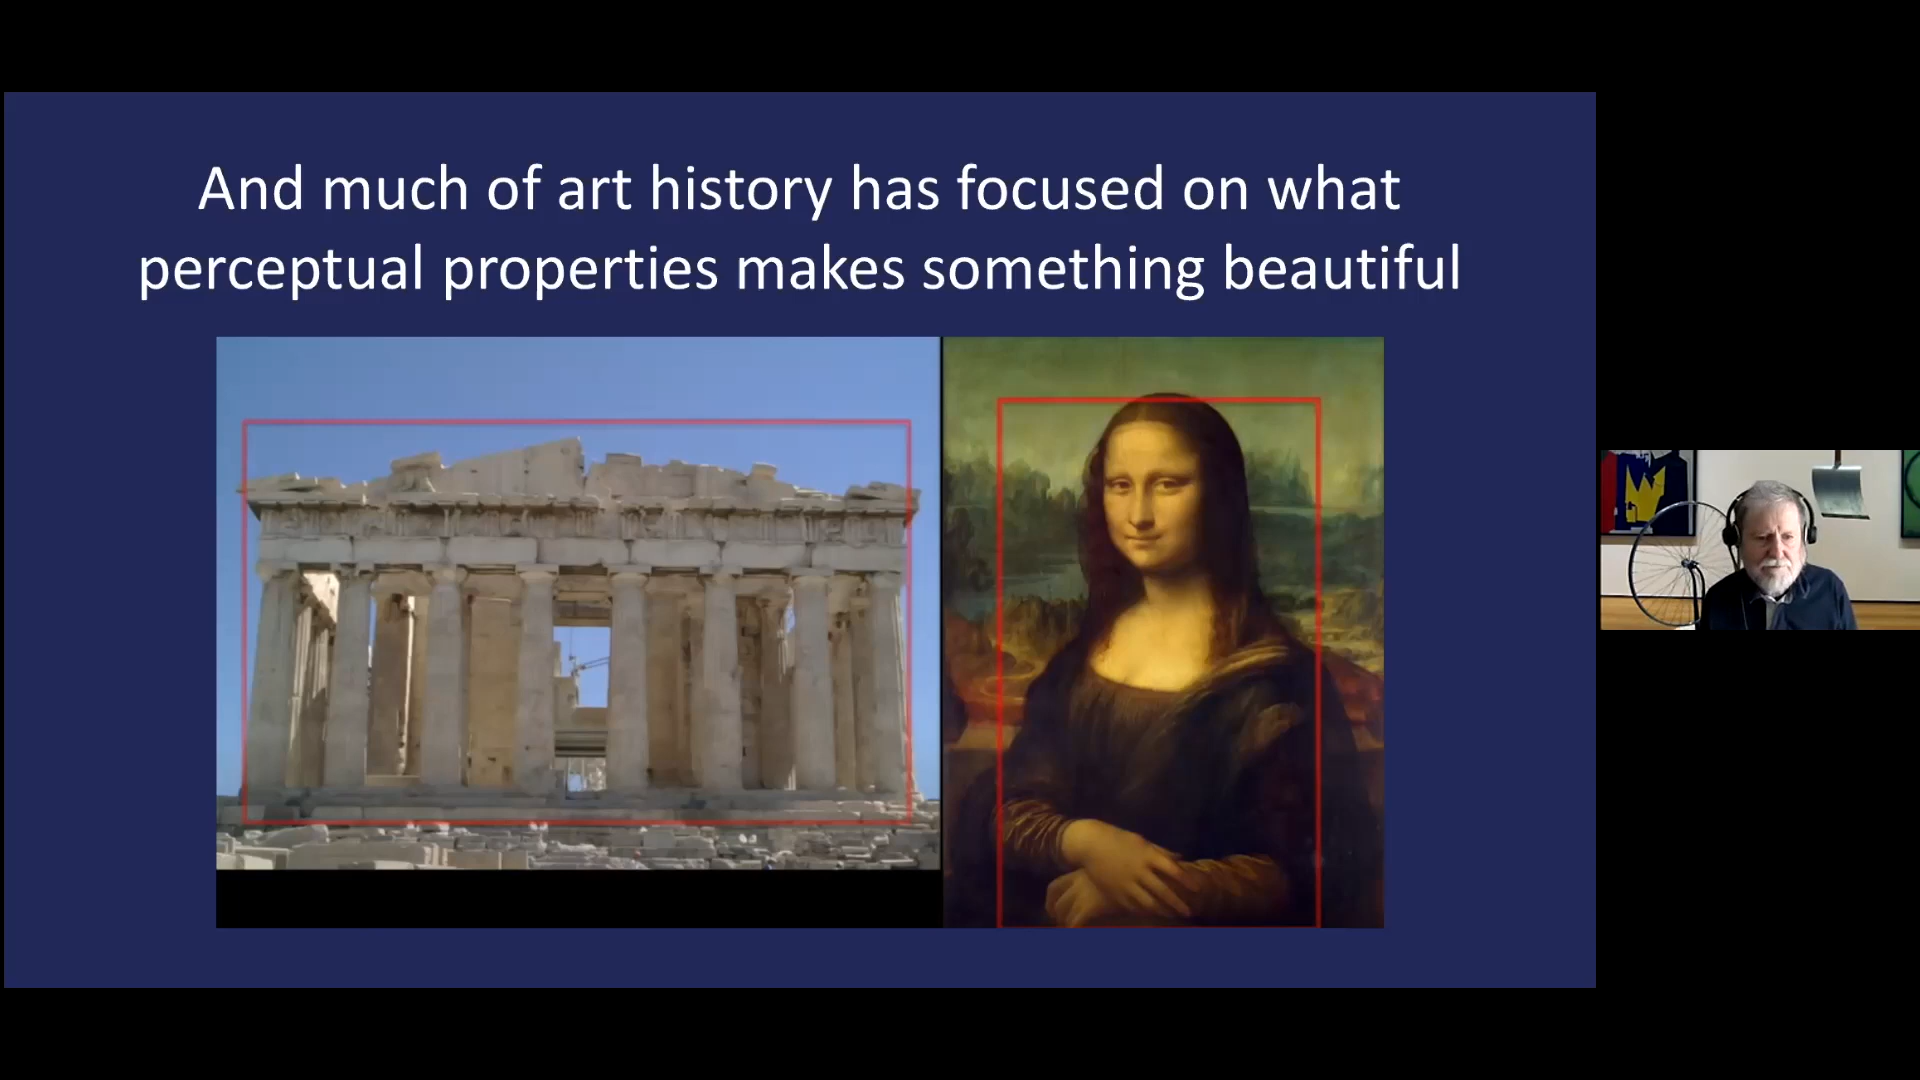 And much of art history has focused on what
perceptual properties makes something beautiful